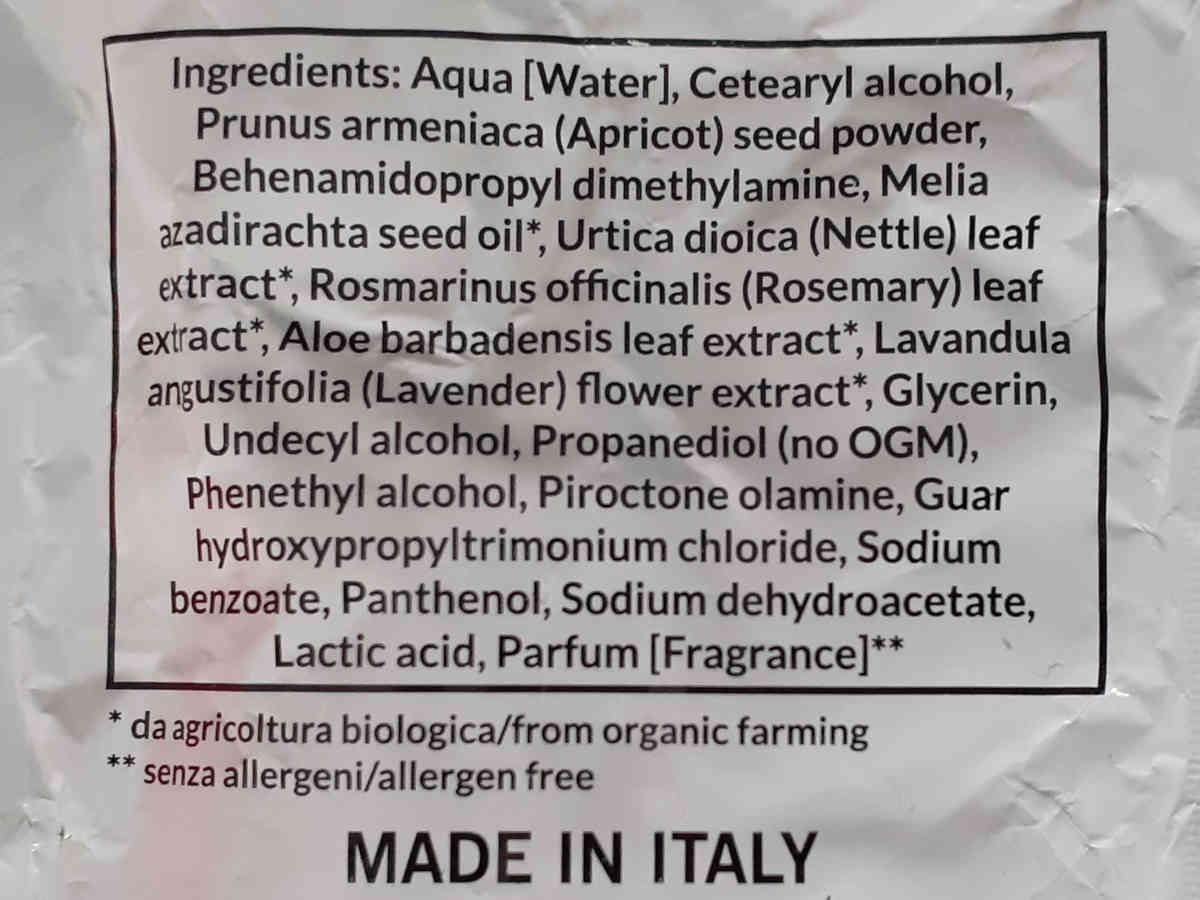 Ingredients: Aqua [Water], Cetearyl alcohol,
Prunus armeniaca (Apricot) seed powder,
Behenamidopropyl dimethylamine, Melia
azadirachta seed oil*, Urtica dioica (Nettle) leaf
extract*, Rosmarinus officinalis (Rosemary) leaf
extract*, Aloe barbadensis leaf extract*, Lavandula
angustifolia (Lavender) flower extract*, Glycerin,
Undecyl alcohol, Propanediol (no OGM),
Phenethyl alcohol, Piroctone olamine, Guar
hydroxypropyltrimonium chloride, Sodium
benzoate, Panthenol, Sodium dehydroacetate,
Lactic acid, Parfum [Fragrance]**
* da agricoltura biologica/from organic farming
** senza allergeni/allergen free
MADE IN ITALY